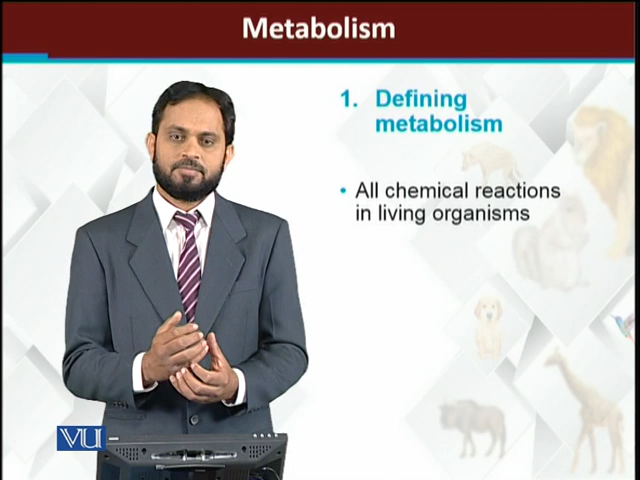 Metabolism
1. Defining
metabolism
• All chemical reactions
in living organisms
VU